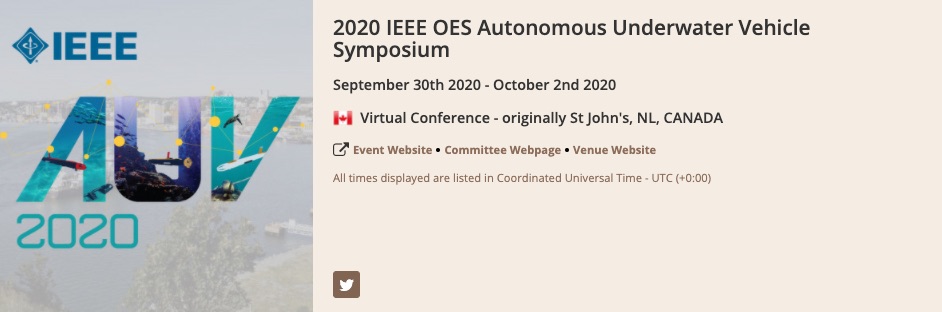 IEEE
AUV
2020
2020 IEEE OES Autonomous Underwater Vehicle
Symposium
September 30th 2020 - October 2nd 2020
Virtual Conference - originally St John's, NL, CANADA
Event Website • Committee Webpage • Venue Website
All times displayed are listed in Coordinated Universal Time - UTC (+0:00)